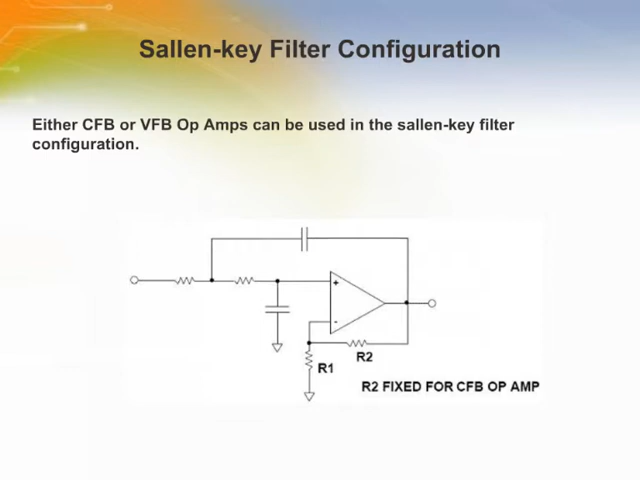 Sallen-key Filter Configuration
Either CFB or VFB Op Amps can be used in the sallen-key filter
configuration.
+
-
R2
R1
R2 FIXED FOR CFB OP AMP